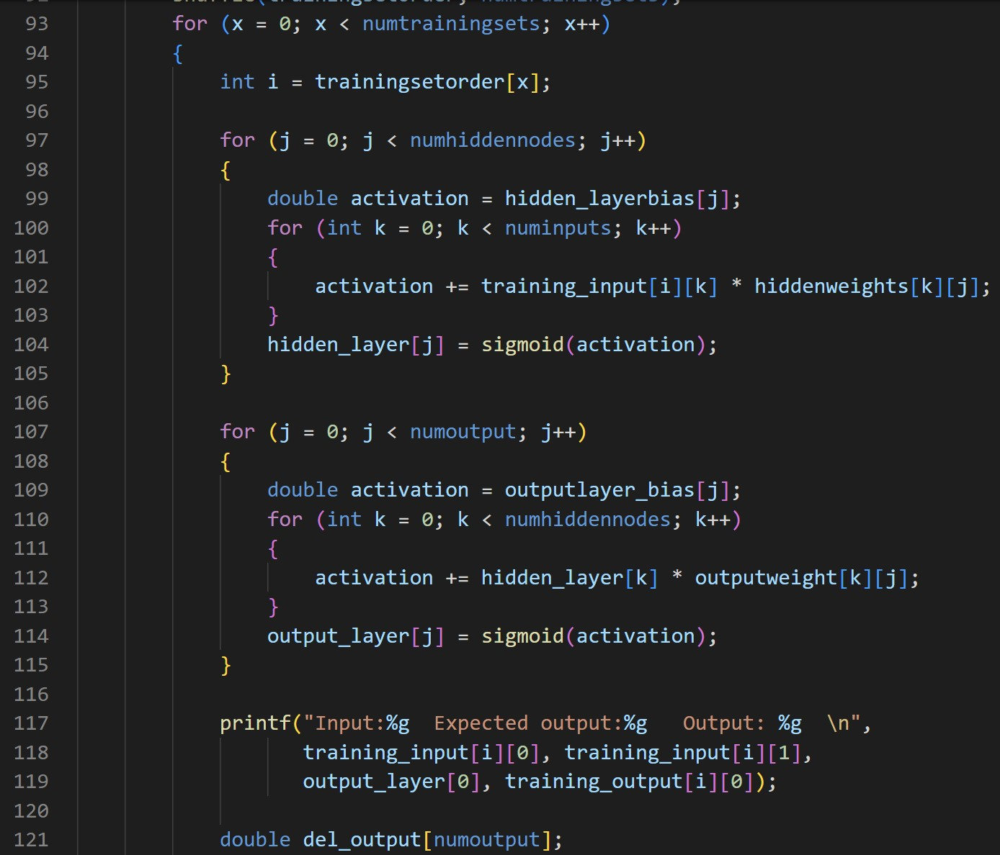 93 for (x = 0; x < numtrainingsets; x++)
94 {
95 int i = trainingsetorder[x];
96
97 for (j = 0; j < numhiddennodes; j++)
98 {
99 double activation = hidden_layerbias[j];
100 for (int k = 0; k < numinputs; k++)
101 {
102 activation += training_input[i][k] * hiddenweights[k][j];
103 }
104 hidden_layer[j] = sigmoid(activation);
105 }
106
107 for (j = 0; j < numoutput; j++)
108 {
109 double activation = outputlayer_bias[j];
110 for (int k = 0; k < numhiddennodes; k++)
111 {
112 activation += hidden_layer[k] * outputweight[k][j];
113 }
114 output_layer[j] = sigmoid(activation);
115 }
116
117 printf("Input:%g  Expected output:%g   Output: %g  \n",
118 training_input[i][0], training_input[i][1],
119 output_layer[0], training_output[i][0]);
120
121 double del_output[numoutput];